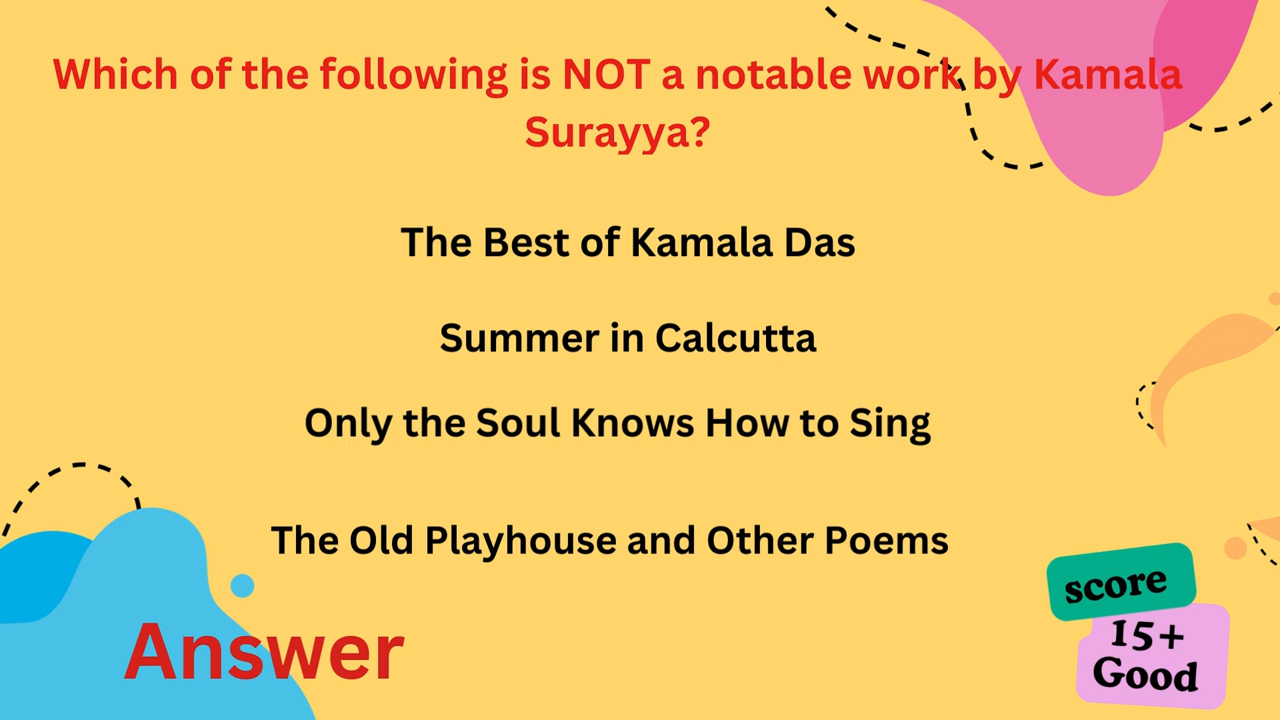 Which of the following is NOT a notable work by Kamala
Surayya?
The Best of Kamala Das
Summer in Calcutta
Only the Soul Knows How to Sing
The Old Playhouse and Other Poems
Answer
score
15+
Good